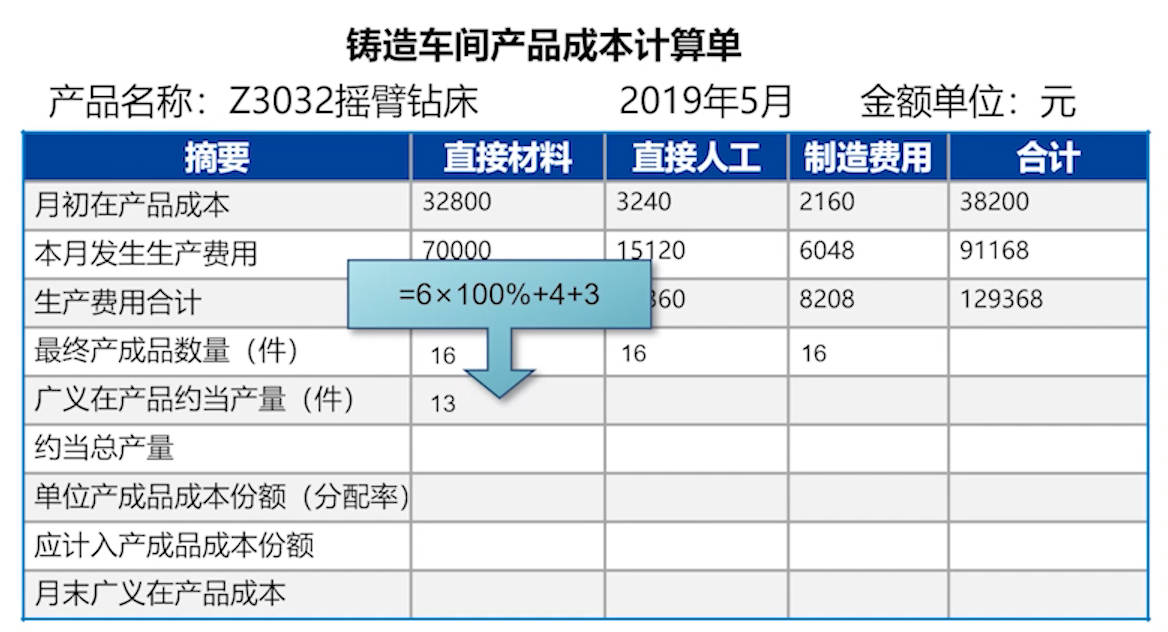 铸造车间产品成本计算单
产品名称：Z3032摇臂钻床 2019年5月 金额单位：元
摘要 直接材料 直接人工 制造费用 合计
月初在产品成本 32800 3240 2160 38200
本月发生生产费用 70000 15120 6048 91168
生产费用合计 360 8208 129368
=6×100%+4+3
最终产成品数量（件） 16 16 16
广义在产品约当产量（件） 13
约当总产量
单位产成品成本份额（分配率）
应计入产成品成本份额
月末广义在产品成本